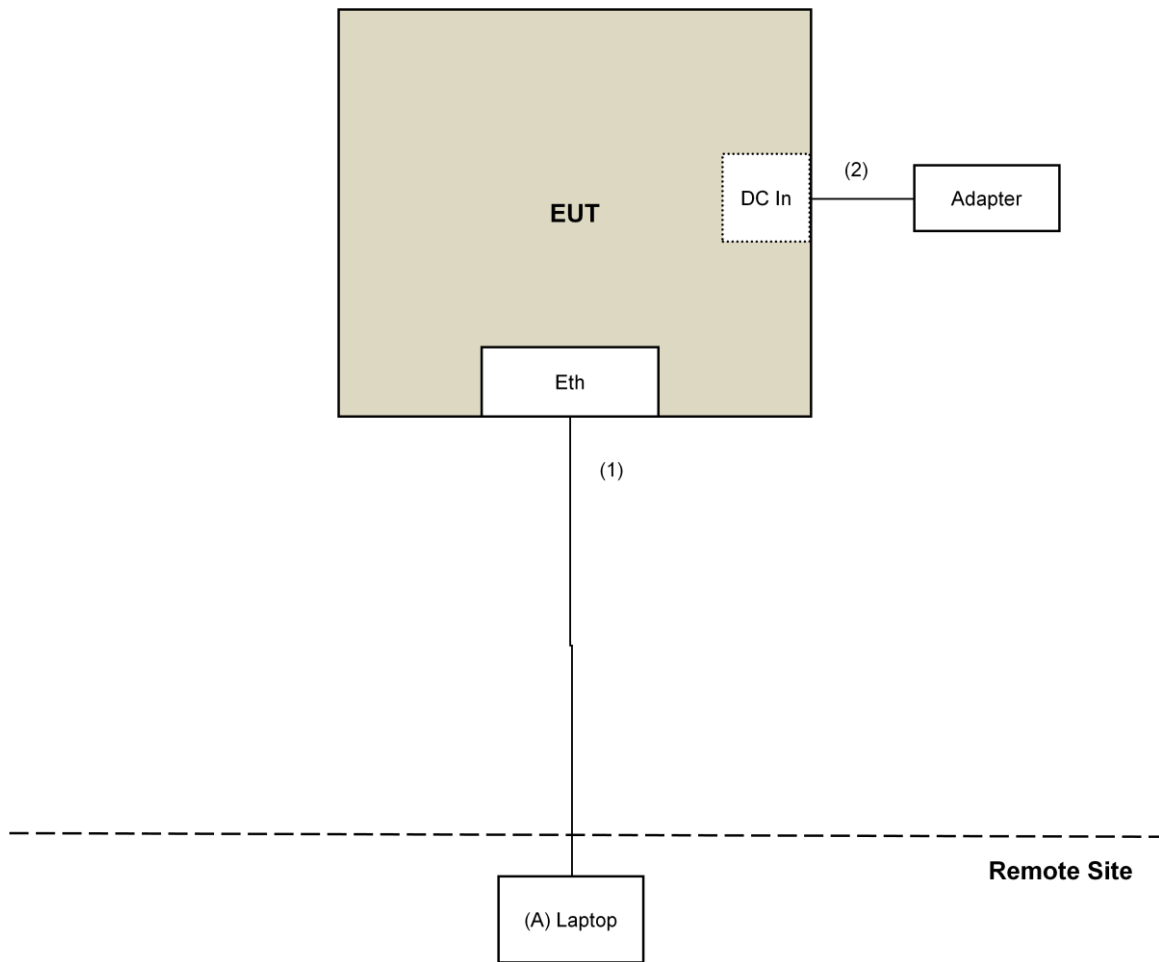 (2)
DC In
Adapter
EUT
Eth
(1)
Remote Site
(A) Laptop